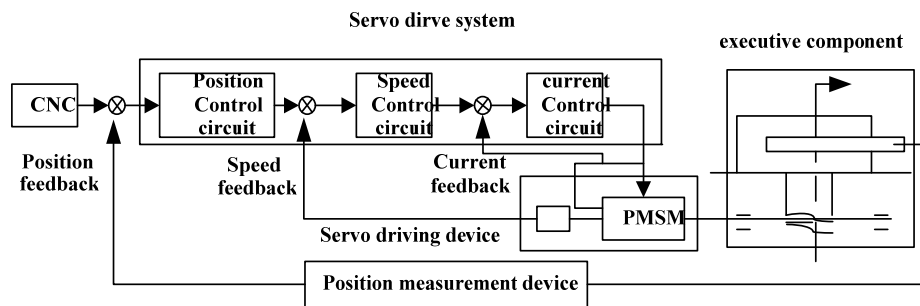 Servo dirve system
executive component
CNC
Position
Control
circuit
Speed
Control
circuit
current
Control
circuit
Position
feedback
Speed
feedback
Current
feedback
PMSM
Servo driving device
Position measurement device